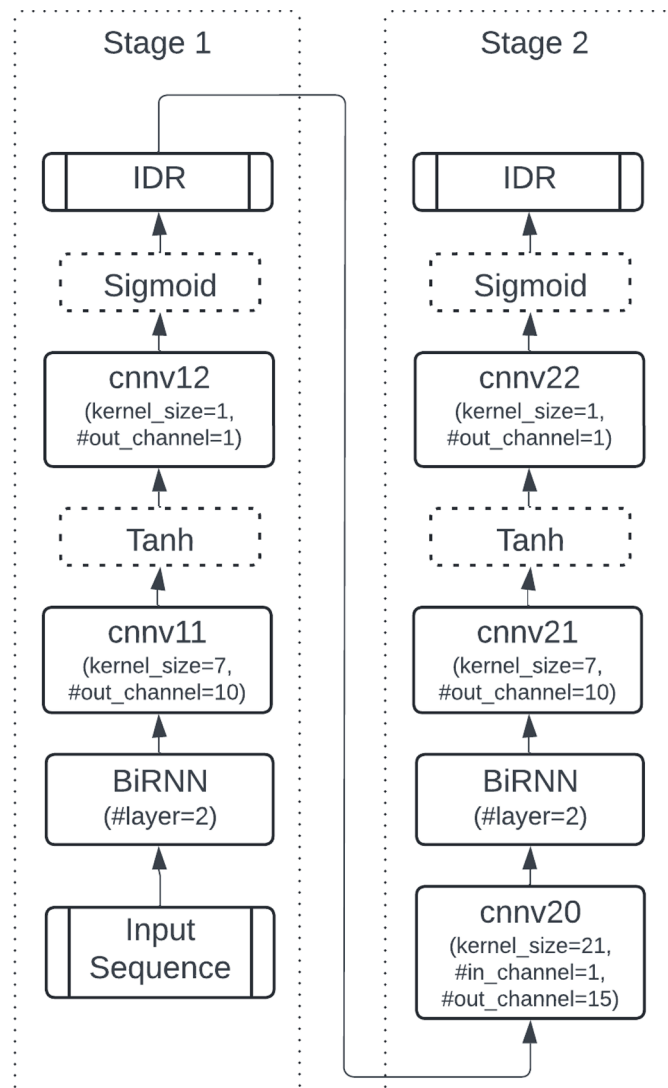 Stage 1
IDR
Sigmoid
cnnv12
(kernel_size=1,
#out_channel=1)
Tanh
cnnv11
(kernel_size=7,
#out_channel=10)
BiRNN
(#layer=2)
Input
Sequence
Stage 2
IDR
Sigmoid
cnnv22
(kernel_size=1,
#out_channel=1)
Tanh
cnnv21
(kernel_size=7,
#out_channel=10)
BiRNN
(#layer=2)
cnnv20
(kernel_size=21,
#in_channel=1,
#out_channel=15)